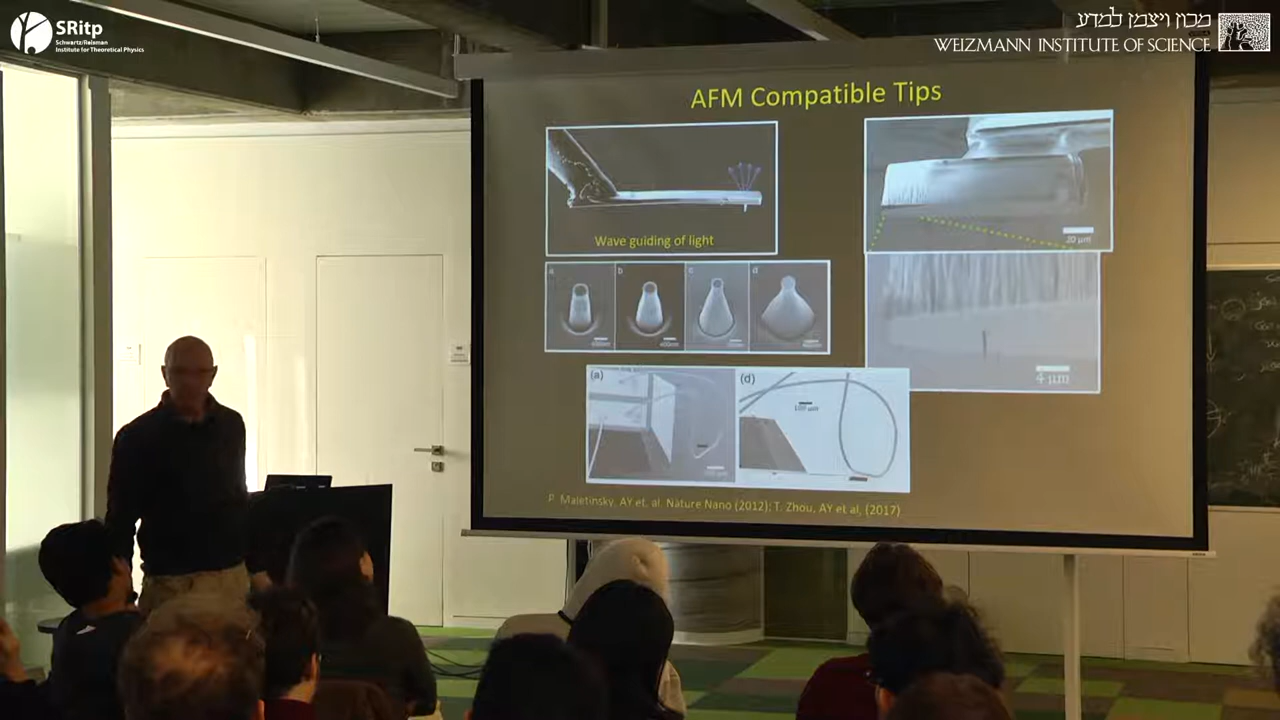 SRitp
Schwartz/Reisman
Institute for Theoretical Physics
מכון ויצמן למדע
WEIZMANN INSTITUTE OF SCIENCE
AFM Compatible Tips
Wave guiding of light
20 µm
a b c d
4 µm
(a) (d)
100 µm
P. Maletinsky, AY et. al. Nature Nano (2012); T. Zhou, AY et al, (2017)